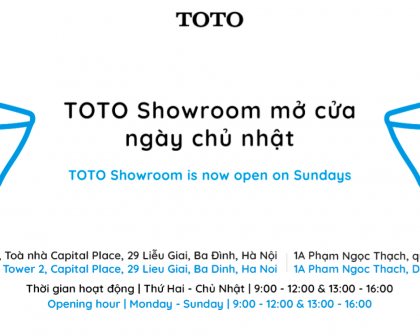 TOTO
TOTO Showroom mở cửa
ngày chủ nhật
TOTO Showroom is now open on Sundays
, Toà nhà Capital Place, 29 Liễu Giai, Ba Đình, Hà Nội | 1A Phạm Ngọc Thạch, q
Tower 2, Capital Place, 29 Lieu Giai, Ba Dinh, Ha Noi | 1A Pham Ngoc Thach, D
Thời gian hoạt động | Thứ Hai - Chủ Nhật | 9:00 - 12:00 & 13:00 - 16:00
Opening hour | Monday - Sunday | 9:00 - 12:00 & 13:00 - 16:00